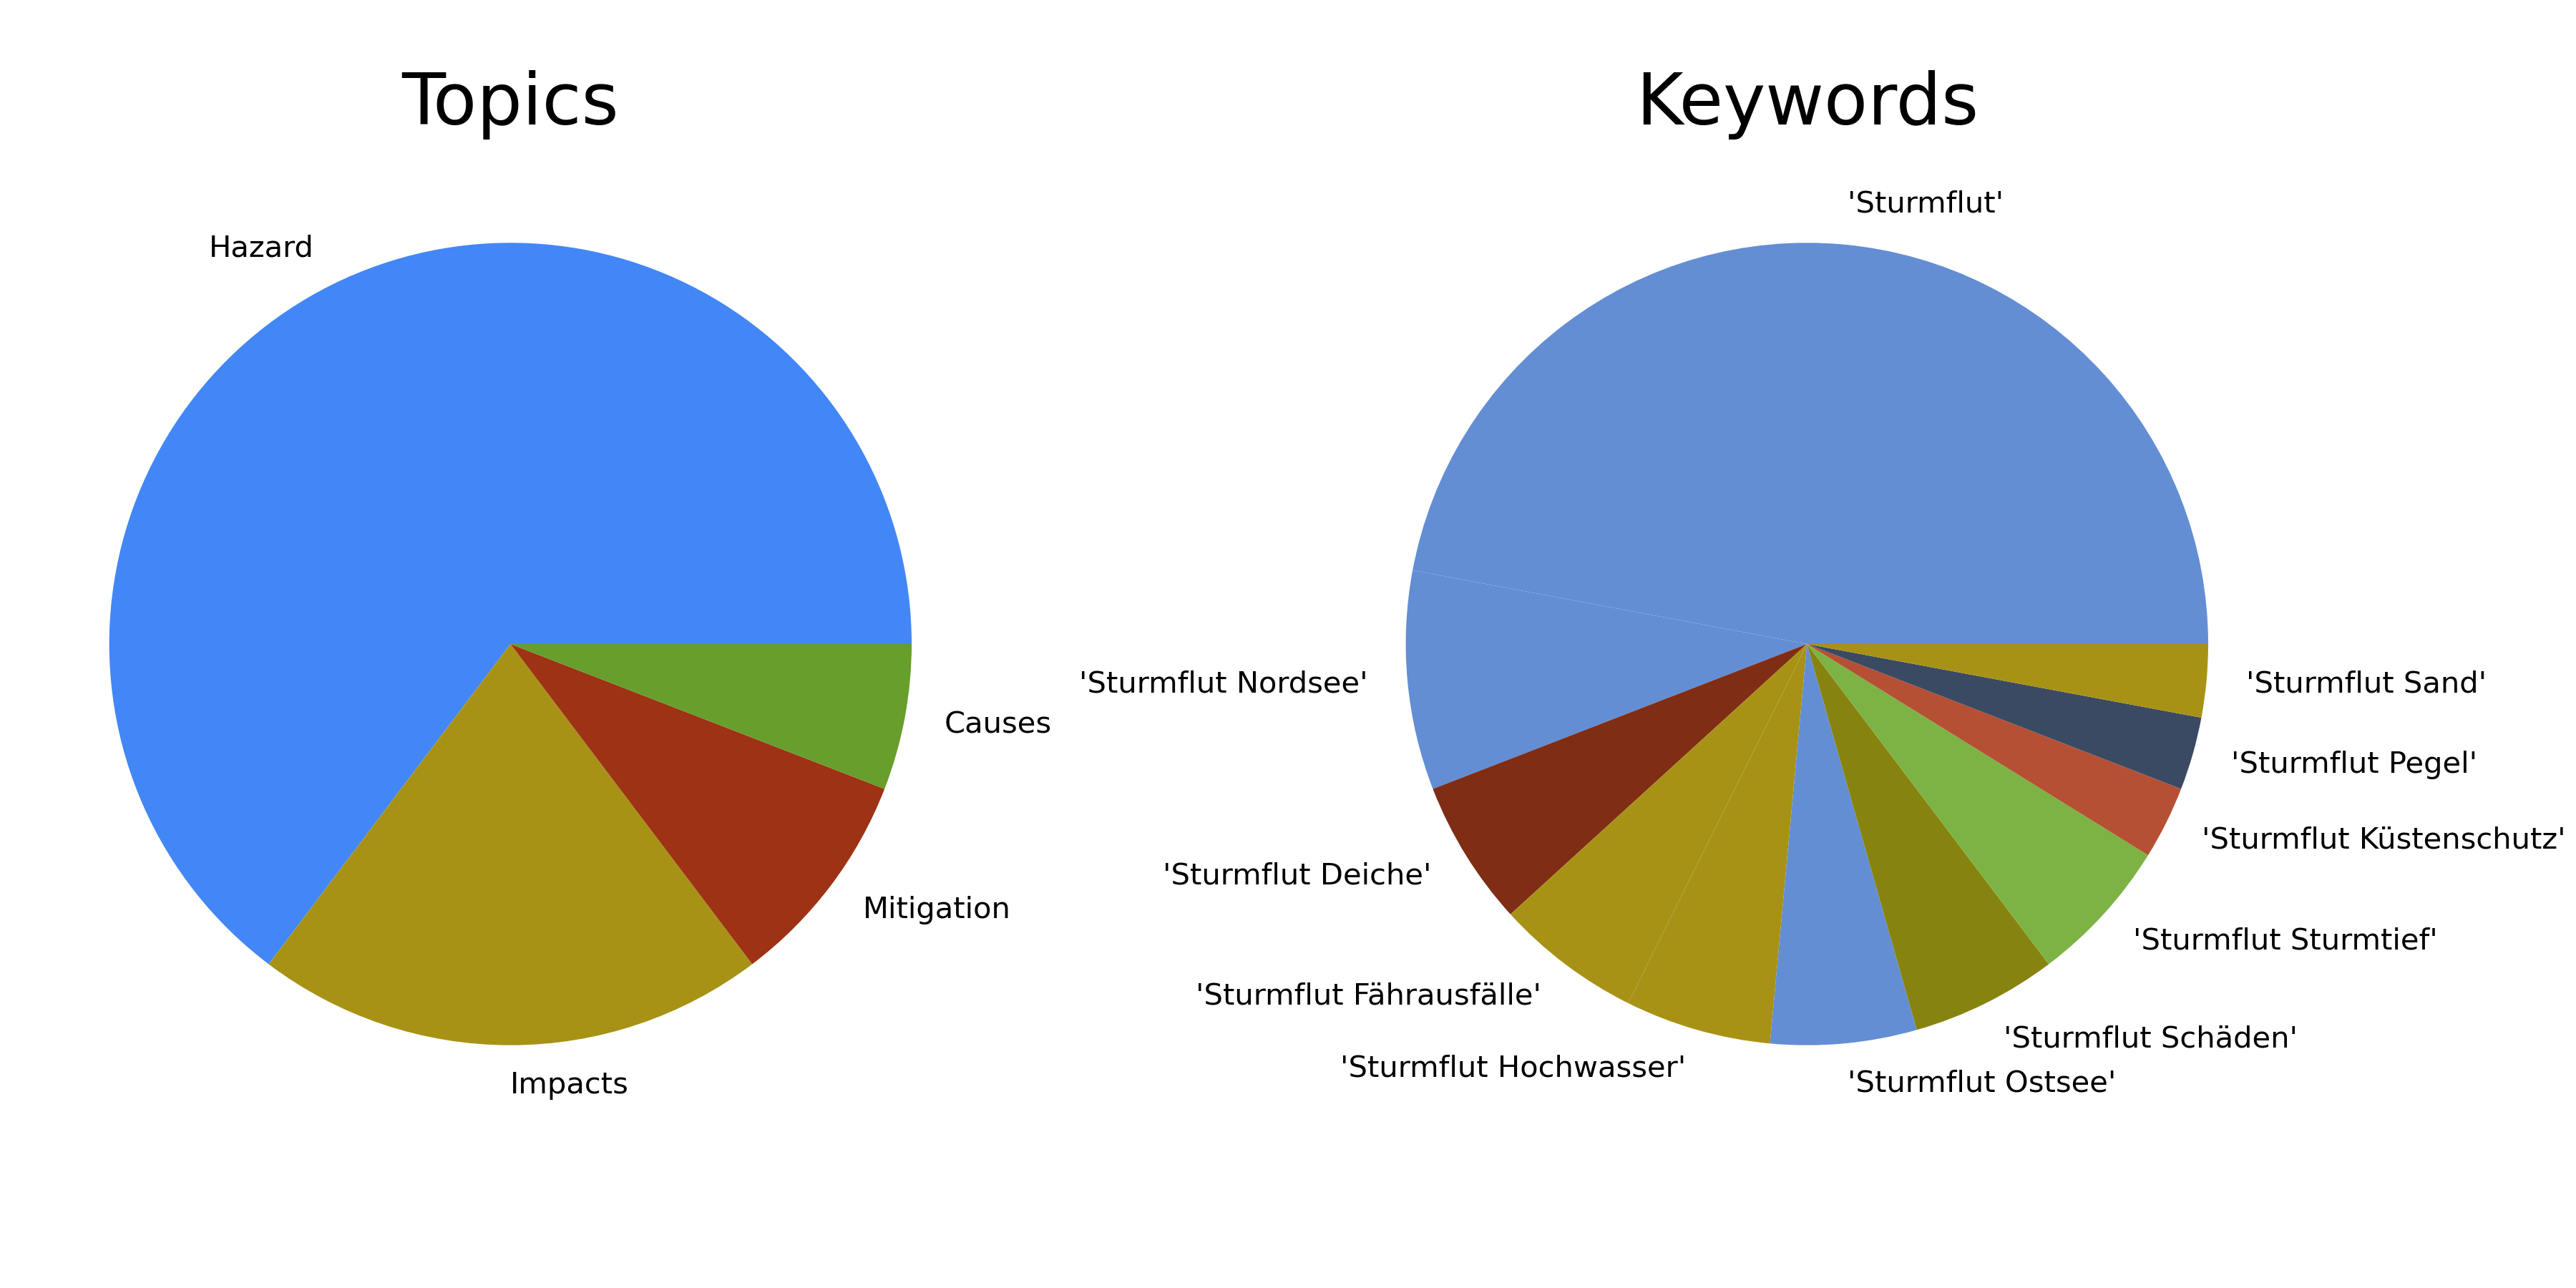 Topics
Hazard
Causes
Mitigation
Impacts
Keywords
'Sturmflut'
'Sturmflut Nordsee'
'Sturmflut Deiche'
'Sturmflut Fährausfälle'
'Sturmflut Hochwasser'
'Sturmflut Ostsee'
'Sturmflut Schäden'
'Sturmflut Sturmtief'
'Sturmflut Küstenschutz'
'Sturmflut Pegel'
'Sturmflut Sand'